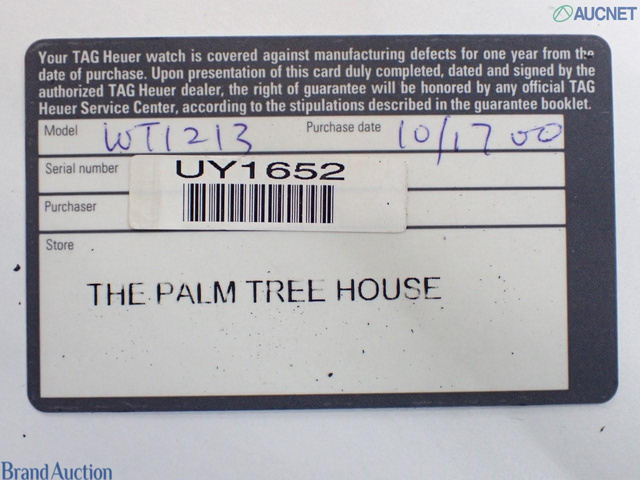 AUCNET
Your TAG Heuer watch is covered against manufacturing defects for one year from the
date of purchase. Upon presentation of this card duly completed, dated and signed by the
authorized TAG Heuer dealer, the right of guarantee will be honored by any official TAG
Heuer Service Center, according to the stipulations described in the guarantee booklet.
Model WT1213 Purchase date 10/17 00
Serial number UY1652
Purchaser
Store
THE PALM TREE HOUSE
Brand Auction